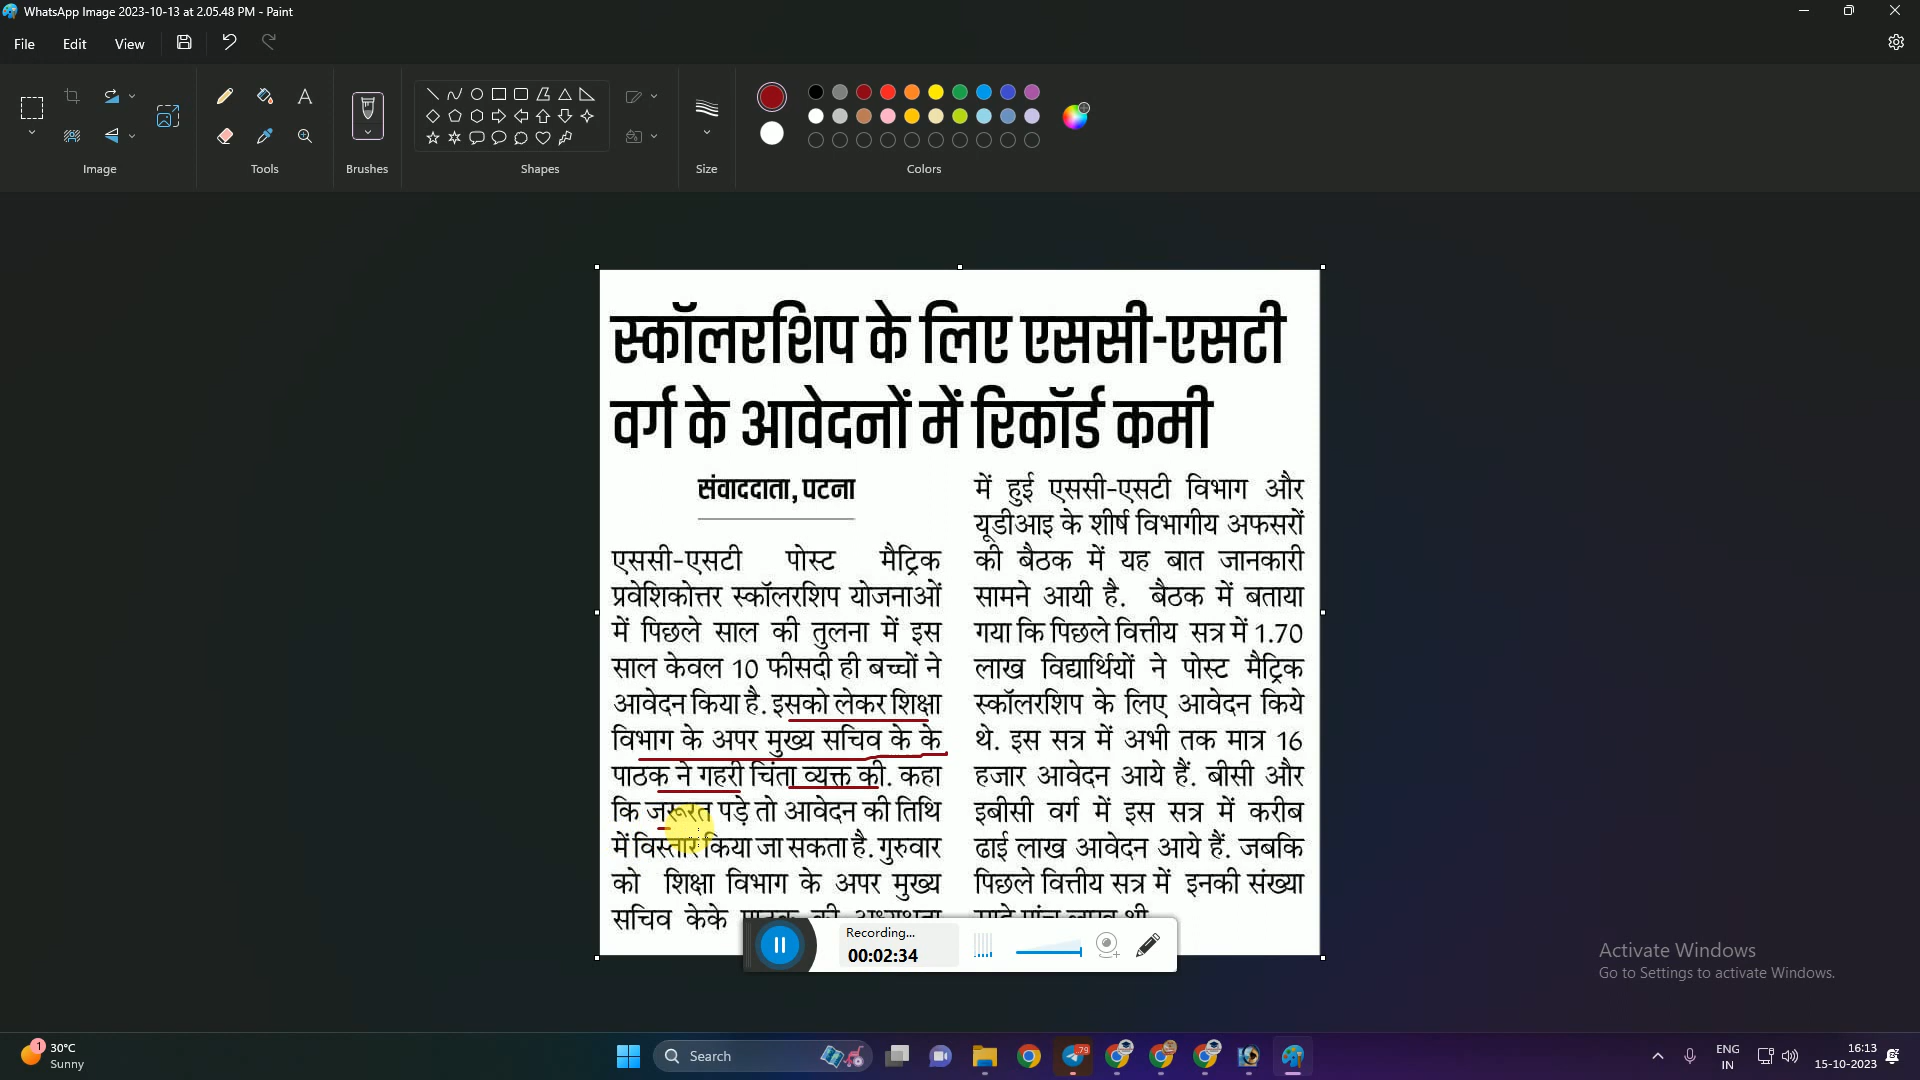 WhatsApp Image 2023-10-13 at 2.05.48 PM - Paint
File Edit View
Image Tools Brushes Shapes Size Colors
स्कॉलरशिप के लिए एससी-एसटी
वर्ग के आवेदनों में रिकॉर्ड कमी
संवाददाता, पटना
एससी-एसटी पोस्ट मैट्रिक
प्रवेशिकोत्तर स्कॉलरशिप योजनाओं
में पिछले साल की तुलना में इस
साल केवल 10 फीसदी ही बच्चों ने
आवेदन किया है. इसको लेकर शिक्षा
विभाग के अपर मुख्य सचिव के के
पाठक ने गहरी चिंता व्यक्त की. कहा
कि जरूरत पड़े तो आवेदन की तिथि
में विस्तार किया जा सकता है. गुरुवार
को शिक्षा विभाग के अपर मुख्य
सचिव केके
में हुई एससी-एसटी विभाग और
यूडीआइ के शीर्ष विभागीय अफसरों
की बैठक में यह बात जानकारी
सामने आयी है. बैठक में बताया
गया कि पिछले वित्तीय सत्र में 1.70
लाख विद्यार्थियों ने पोस्ट मैट्रिक
स्कॉलरशिप के लिए आवेदन किये
थे. इस सत्र में अभी तक मात्र 16
हजार आवेदन आये हैं. बीसी और
इबीसी वर्ग में इस सत्र में करीब
ढाई लाख आवेदन आये हैं. जबकि
पिछले वित्तीय सत्र में इनकी संख्या
Recording...
00:02:34
Activate Windows
Go to Settings to activate Windows.
1
30°C
Sunny
Search
79
ENG
IN
16:13
15-10-2023